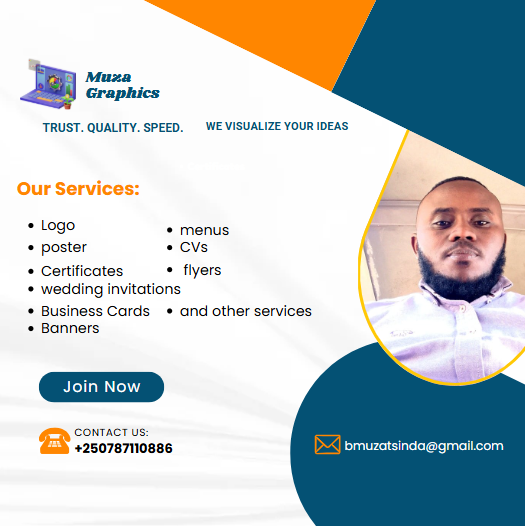 Muza
Graphics
TRUST. QUALITY. SPEED.
WE VISUALIZE YOUR IDEAS
Our Services:
• Logo
• poster
• Certificates
• wedding invitations
• Business Cards
• Banners
• menus
• CVs
• flyers
• and other services
Join Now
CONTACT US:
+250787110886
bmuzatsinda@gmail.com